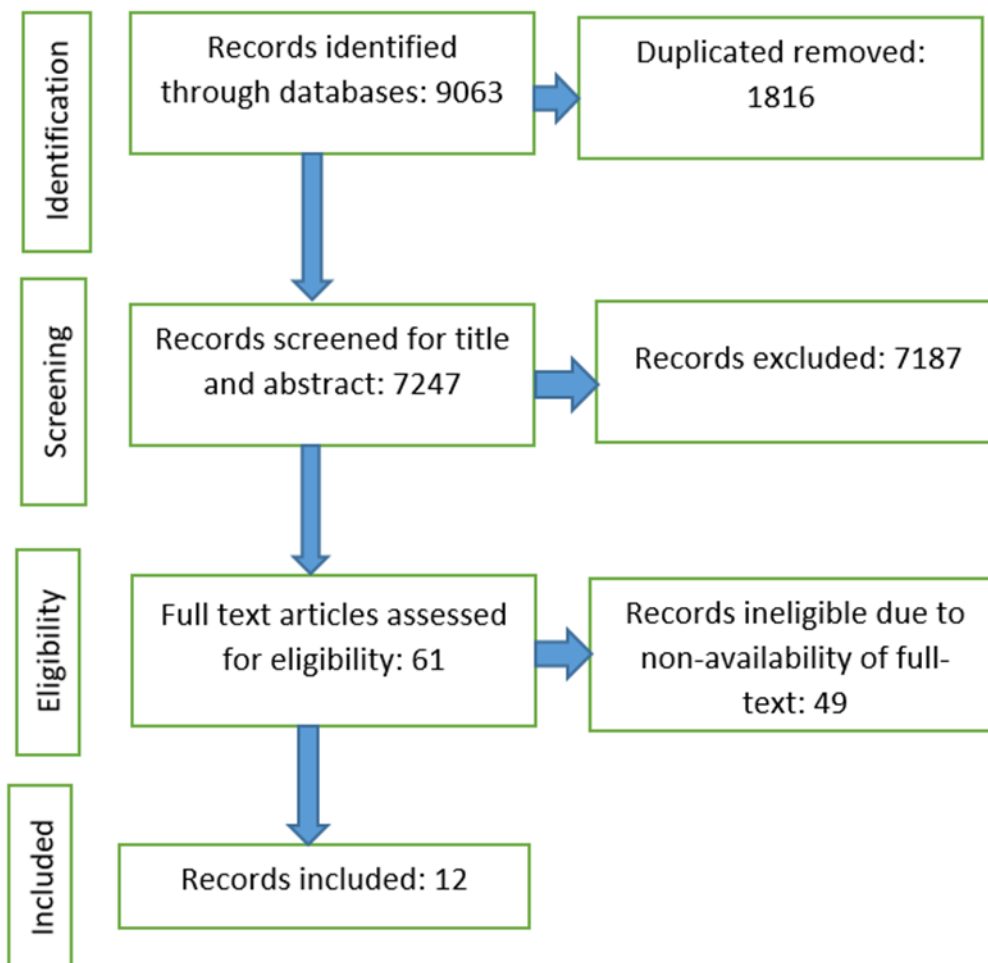 Identification
Records identified
through databases: 9063
Duplicated removed:
1816
Screening
Records screened for title
and abstract: 7247
Records excluded: 7187
Eligibility
Full text articles assessed
for eligibility: 61
Records ineligible due to
non-availability of full-
text: 49
Included
Records included: 12